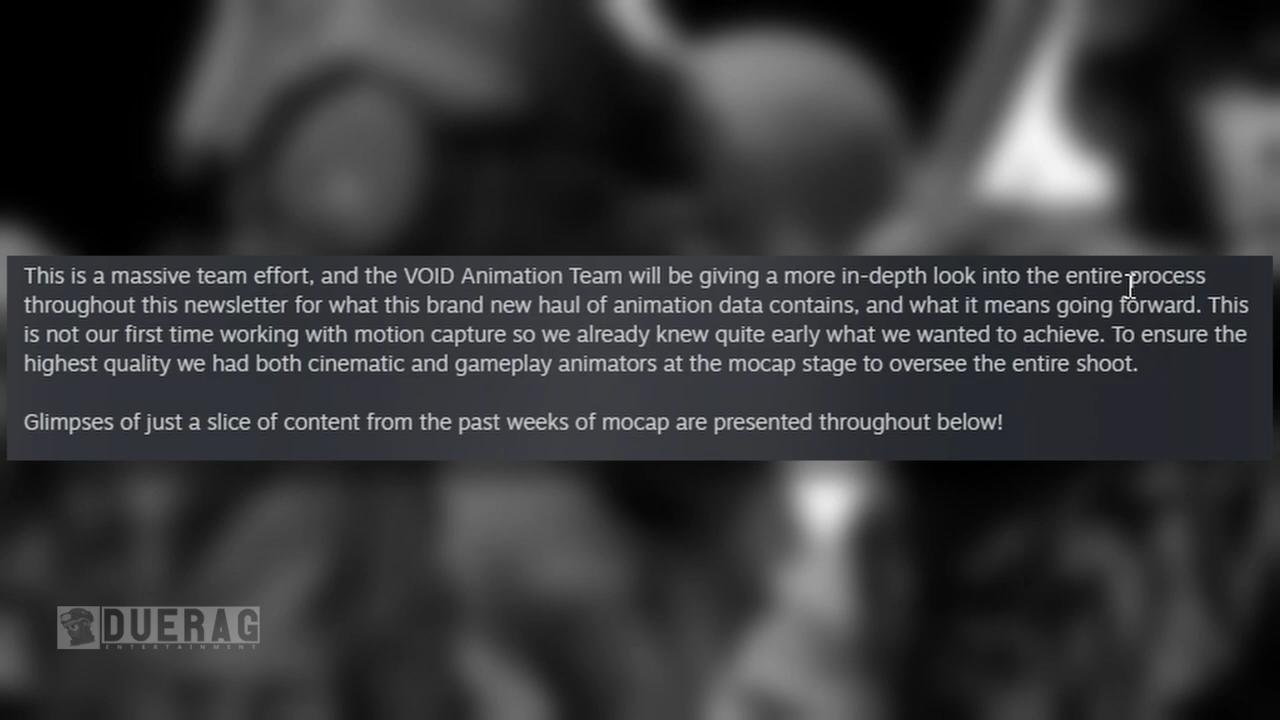 This is a massive team effort, and the VOID Animation Team will be giving a more in-depth look into the entire process
throughout this newsletter for what this brand new haul of animation data contains, and what it means going forward. This
is not our first time working with motion capture so we already knew quite early what we wanted to achieve. To ensure the
highest quality we had both cinematic and gameplay animators at the mocap stage to oversee the entire shoot.
Glimpses of just a slice of content from the past weeks of mocap are presented throughout below!
DUERAG
ENTERTAINMENT